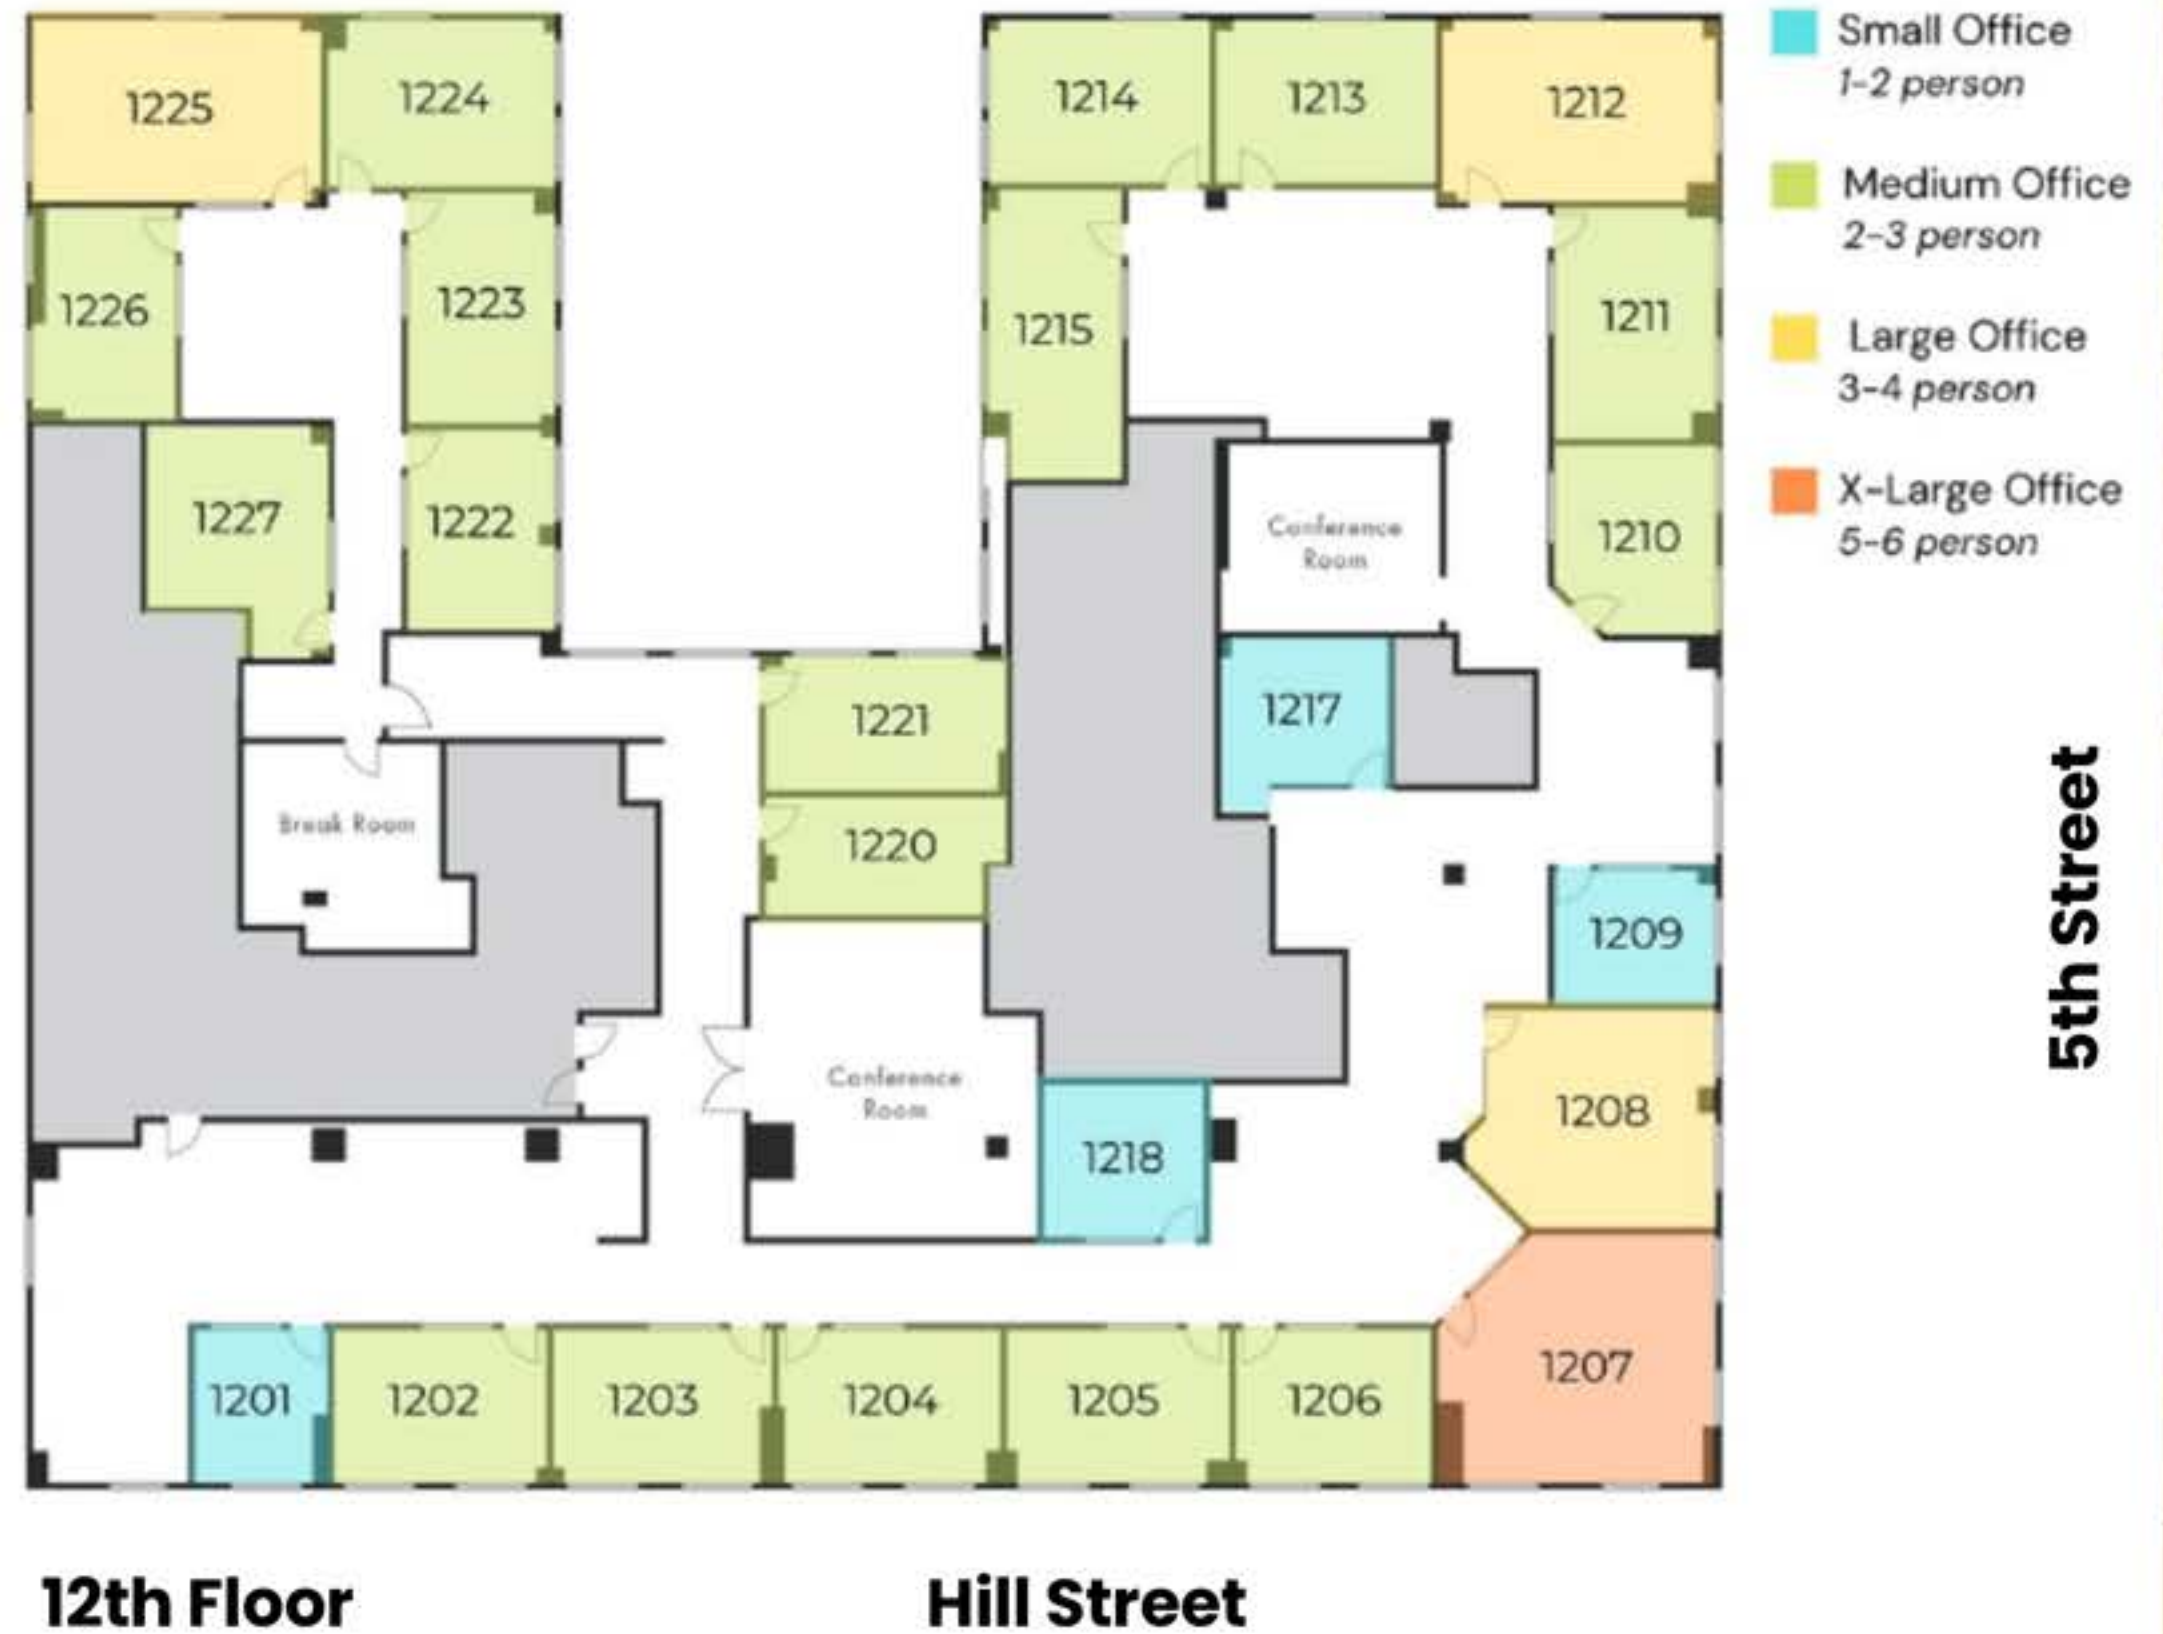 1225
1224
1214
1213
1212
Small Office
1-2 person
Medium Office
2-3 person
Large Office
3-4 person
X-Large Office
5-6 person
1226
1223
1215
1211
1227
1222
Conference
Room
1210
1221
1217
Break Room
1220
1209
Conference
Room
1218
1208
1201
1202
1203
1204
1205
1206
1207
5th Street
12th Floor
Hill Street